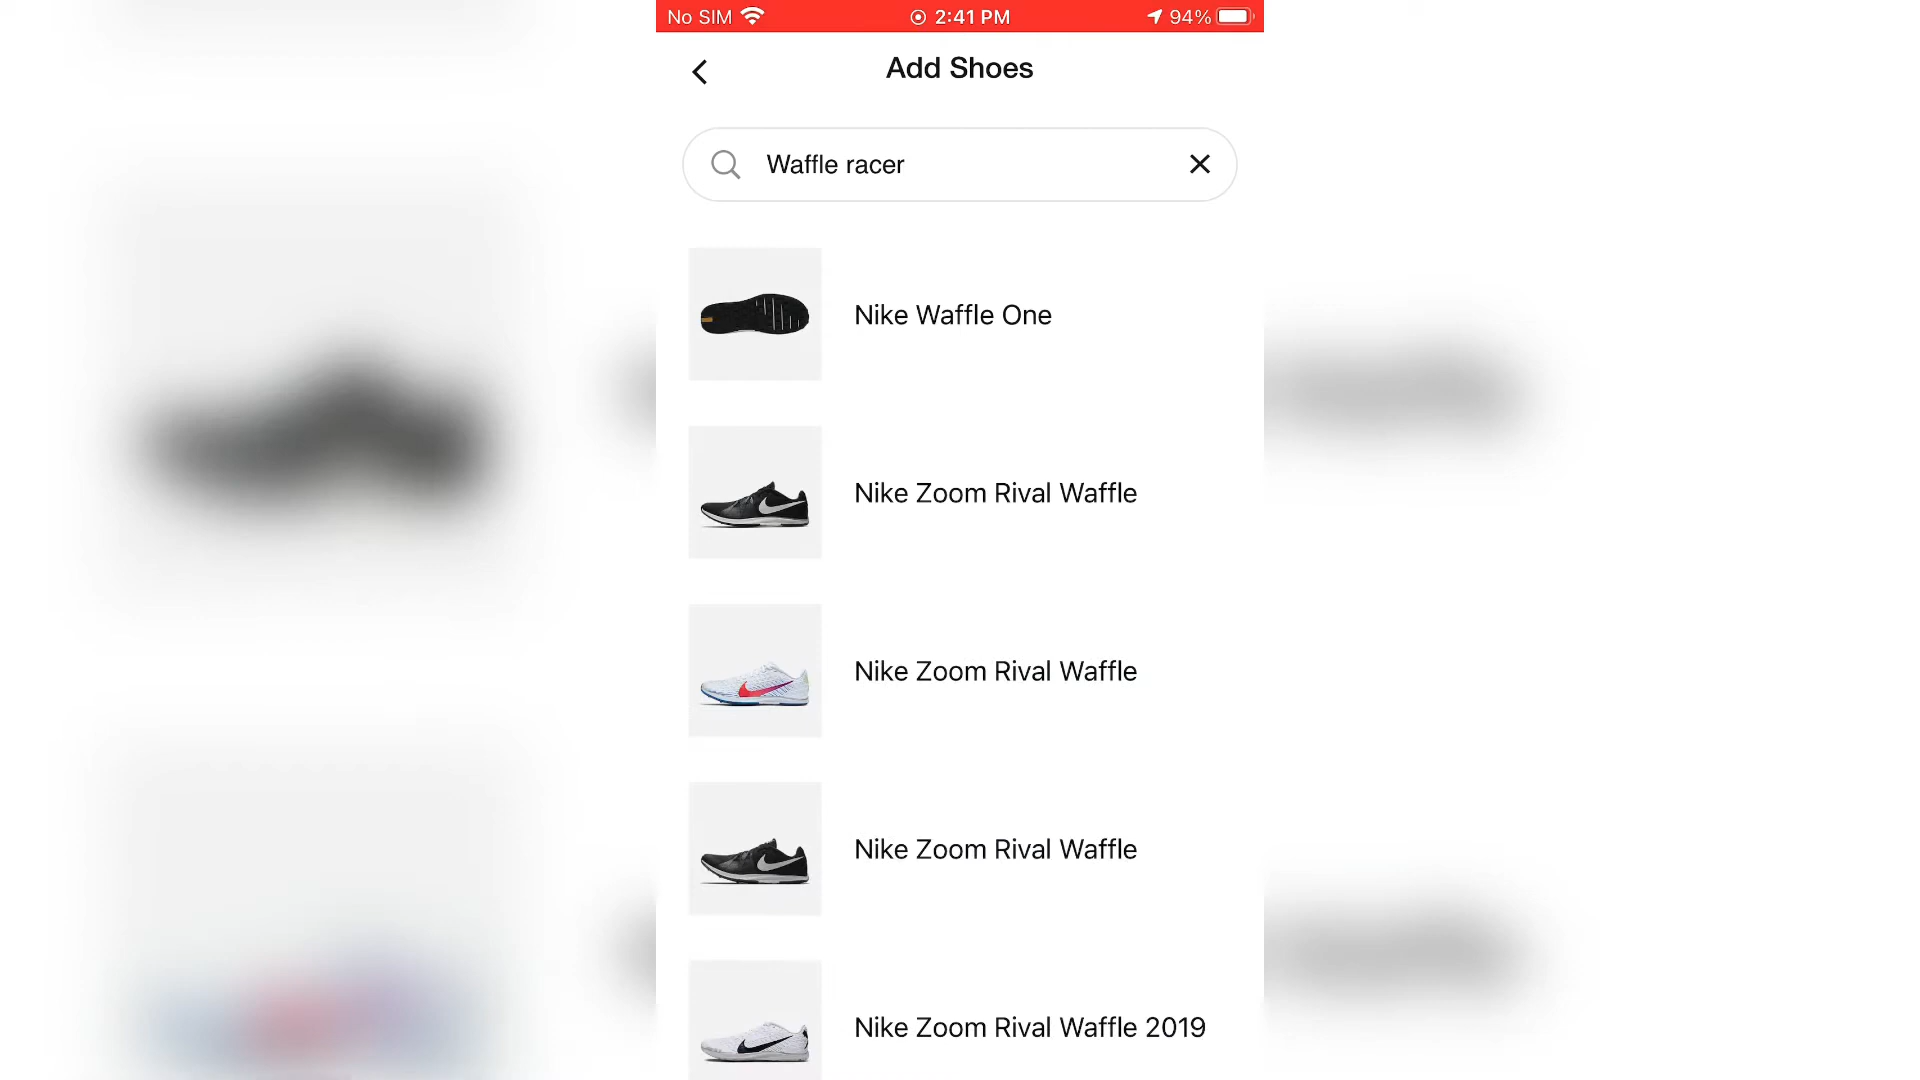 No SIM 2:41 PM 94%
Add Shoes
Waffle racer
Nike Waffle One
Nike Zoom Rival Waffle
Nike Zoom Rival Waffle
Nike Zoom Rival Waffle
Nike Zoom Rival Waffle 2019